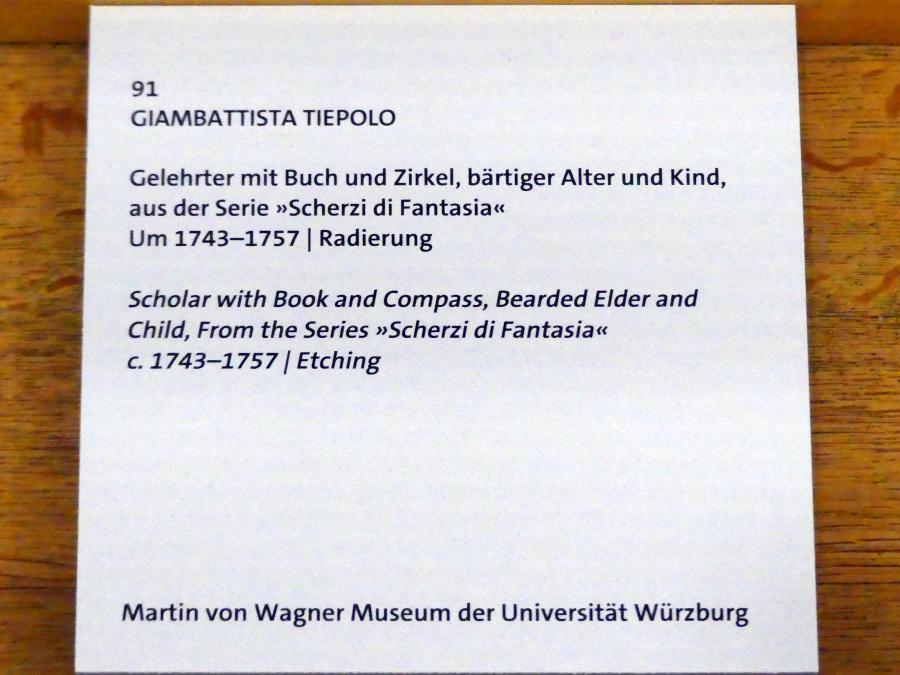 91
GIAMBATTISTA TIEPOLO
Gelehrter mit Buch und Zirkel, bärtiger Alter und Kind,
aus der Serie »Scherzi di Fantasia«
Um 1743–1757 | Radierung
Scholar with Book and Compass, Bearded Elder and
Child, From the Series »Scherzi di Fantasia«
c. 1743–1757 | Etching
Martin von Wagner Museum der Universität Würzburg